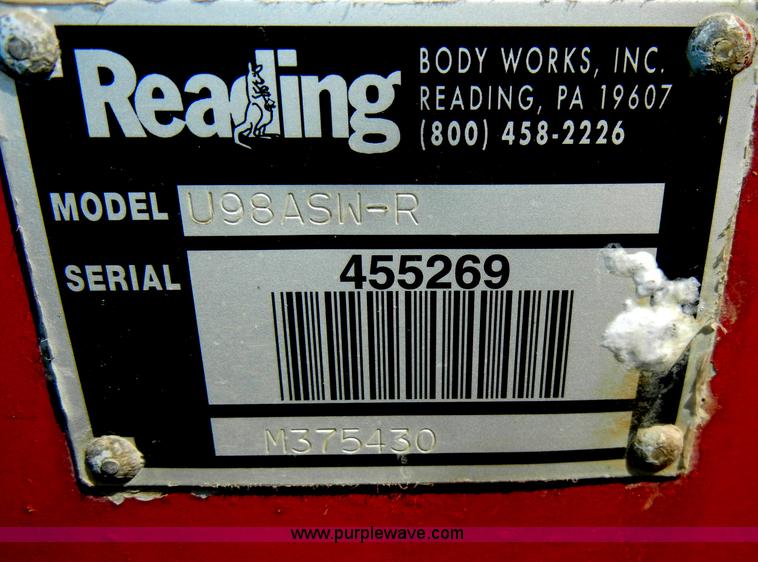 Reading
BODY WORKS, INC.
READING, PA 19607
(800) 458-2226
MODEL U98ASW-R
SERIAL 455269
M375430
www.purplewave.com